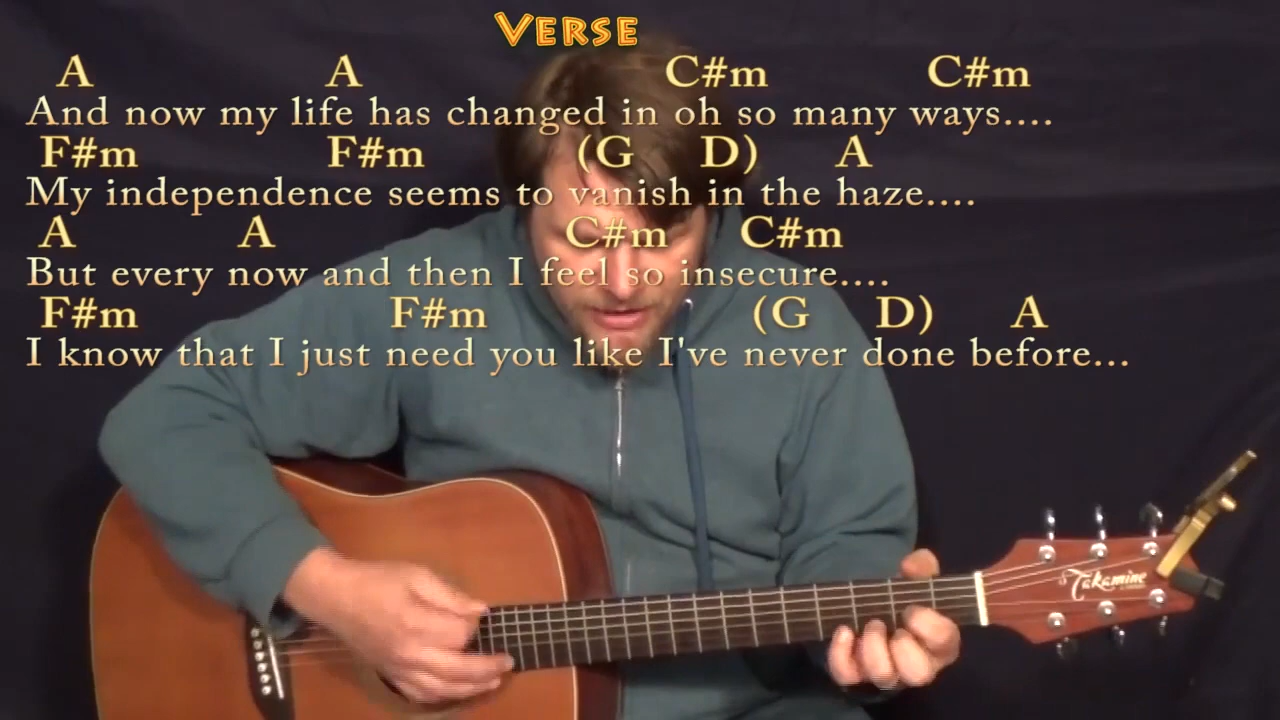 VERSE
A A C#m C#m
And now my life has changed in oh so many ways....
F#m F#m (G D) A
My independence seems to vanish in the haze....
A A C#m C#m
But every now and then I feel so insecure....
F#m F#m (G D) A
I know that I just need you like I've never done before...
Takamine